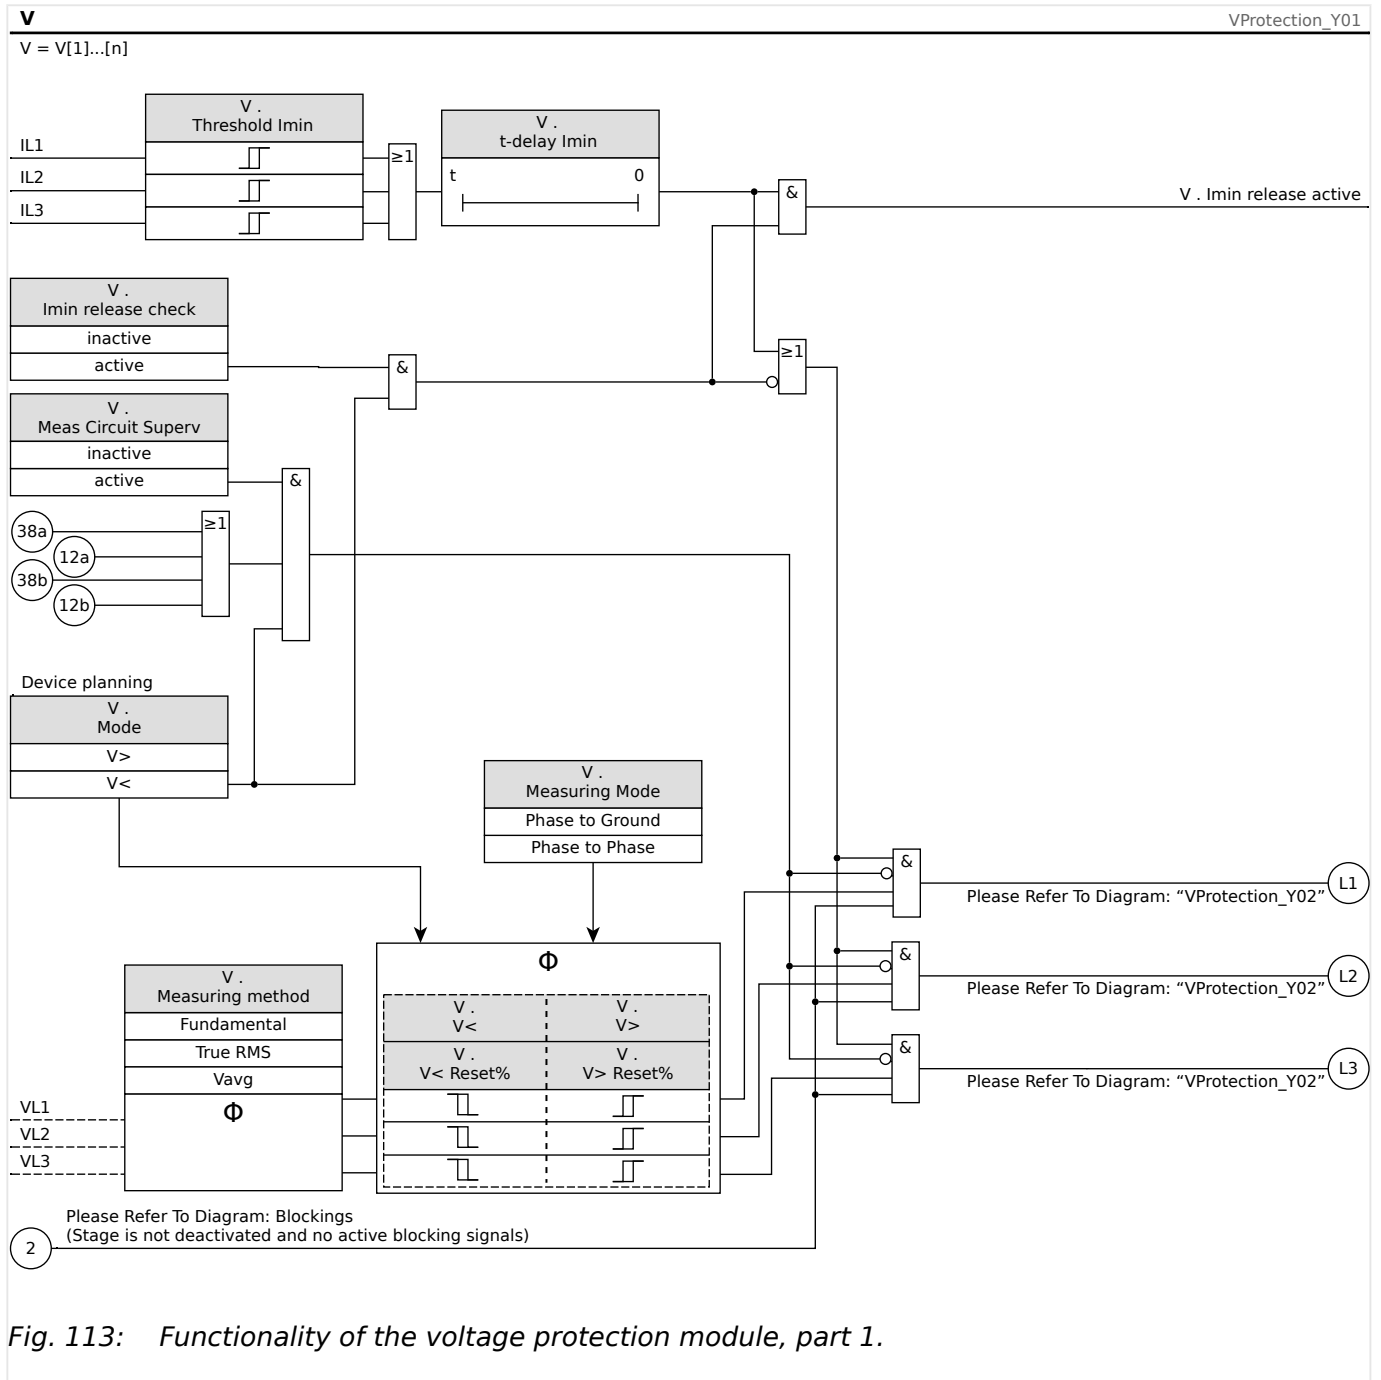 V
VProtection_Y01
V = V[1]...[n]
V .
Threshold Imin
IL1
IL2
IL3
≥1
V .
t-delay Imin
t
0
&
V . Imin release active
V .
Imin release check
inactive
active
&
≥1
V .
Meas Circuit Superv
inactive
active
&
38a
12a
38b
12b
≥1
Device planning
V .
Mode
V>
V<
V .
Measuring Mode
Phase to Ground
Phase to Phase
&
L1
Please Refer To Diagram: “VProtection_Y02”
&
L2
Please Refer To Diagram: “VProtection_Y02”
&
L3
Please Refer To Diagram: “VProtection_Y02”
V .
Measuring method
Fundamental
True RMS
Vavg
Φ
VL1
VL2
VL3
Φ
V .
V<
V .
V>
V .
V< Reset%
V .
V> Reset%
Please Refer To Diagram: Blockings
(Stage is not deactivated and no active blocking signals)
2
Fig. 113: Functionality of the voltage protection module, part 1.